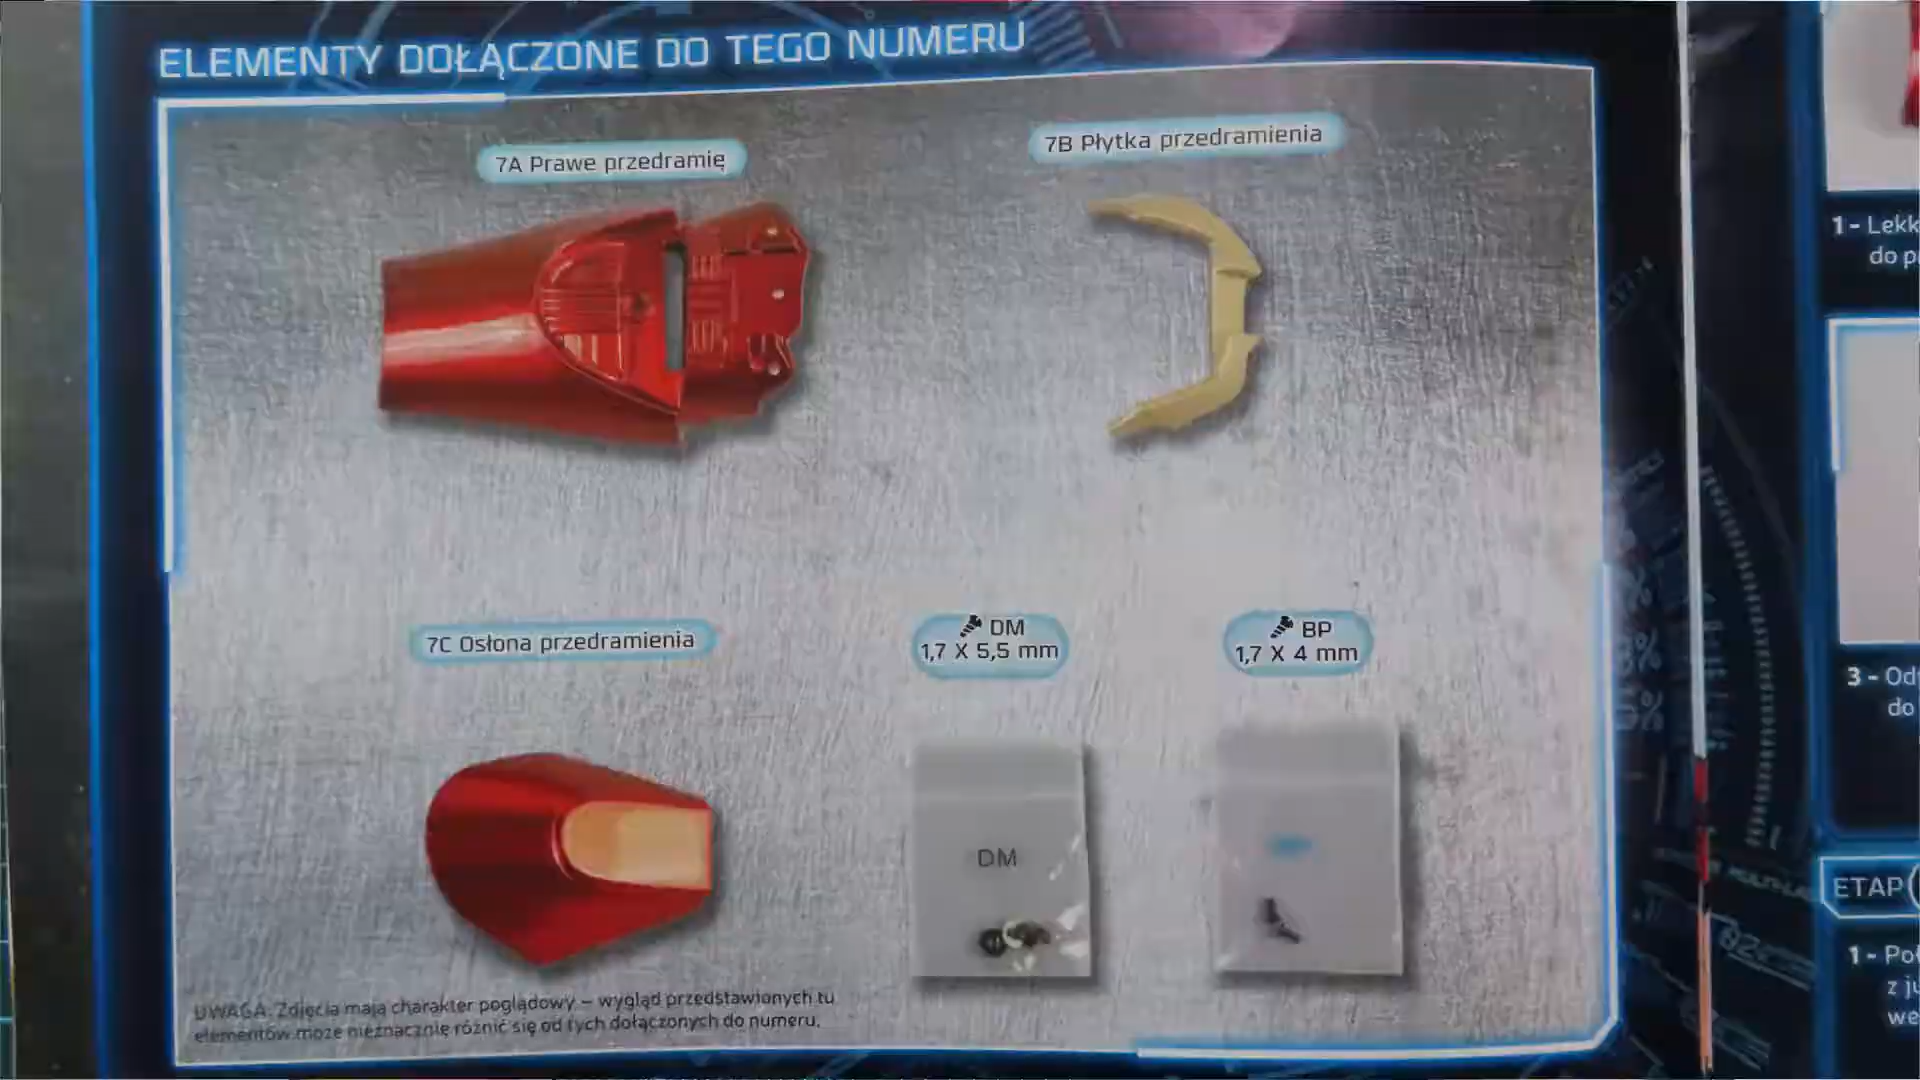 ELEMENTY DOŁĄCZONE DO TEGO NUMERU
7A Prawe przedramię
7B Płytka przedramienia
7C Osłona przedramienia
DM
1,7 X 5,5 mm
BP
1,7 X 4 mm
DM
UWAGA: Zdjęcia mają charakter poglądowy – wygląd przedstawionych tu
elementów może nieznacznie różnić się od tych dołączonych do numeru.
1 - Lekk
do p
3 - Od
do
ETAP
1 - Poł
z ju
we